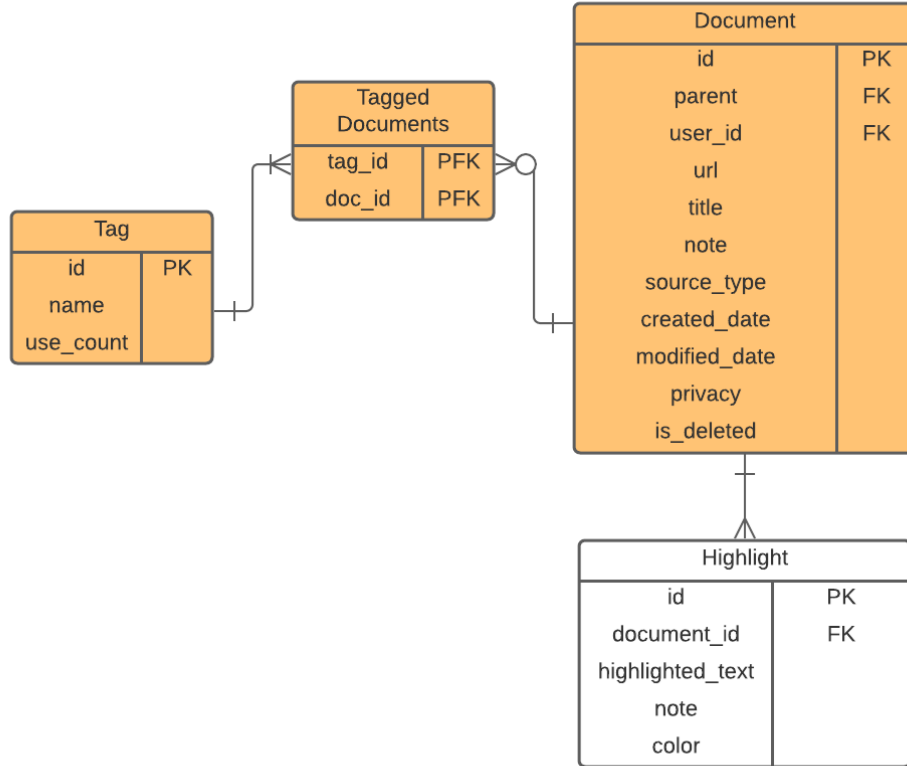 Document
id PK
parent FK
user_id FK
url
title
note
source_type
created_date
modified_date
privacy
is_deleted
Tagged
Documents
tag_id PFK
doc_id PFK
Tag
id PK
name
use_count
Highlight
id PK
document_id FK
highlighted_text
note
color